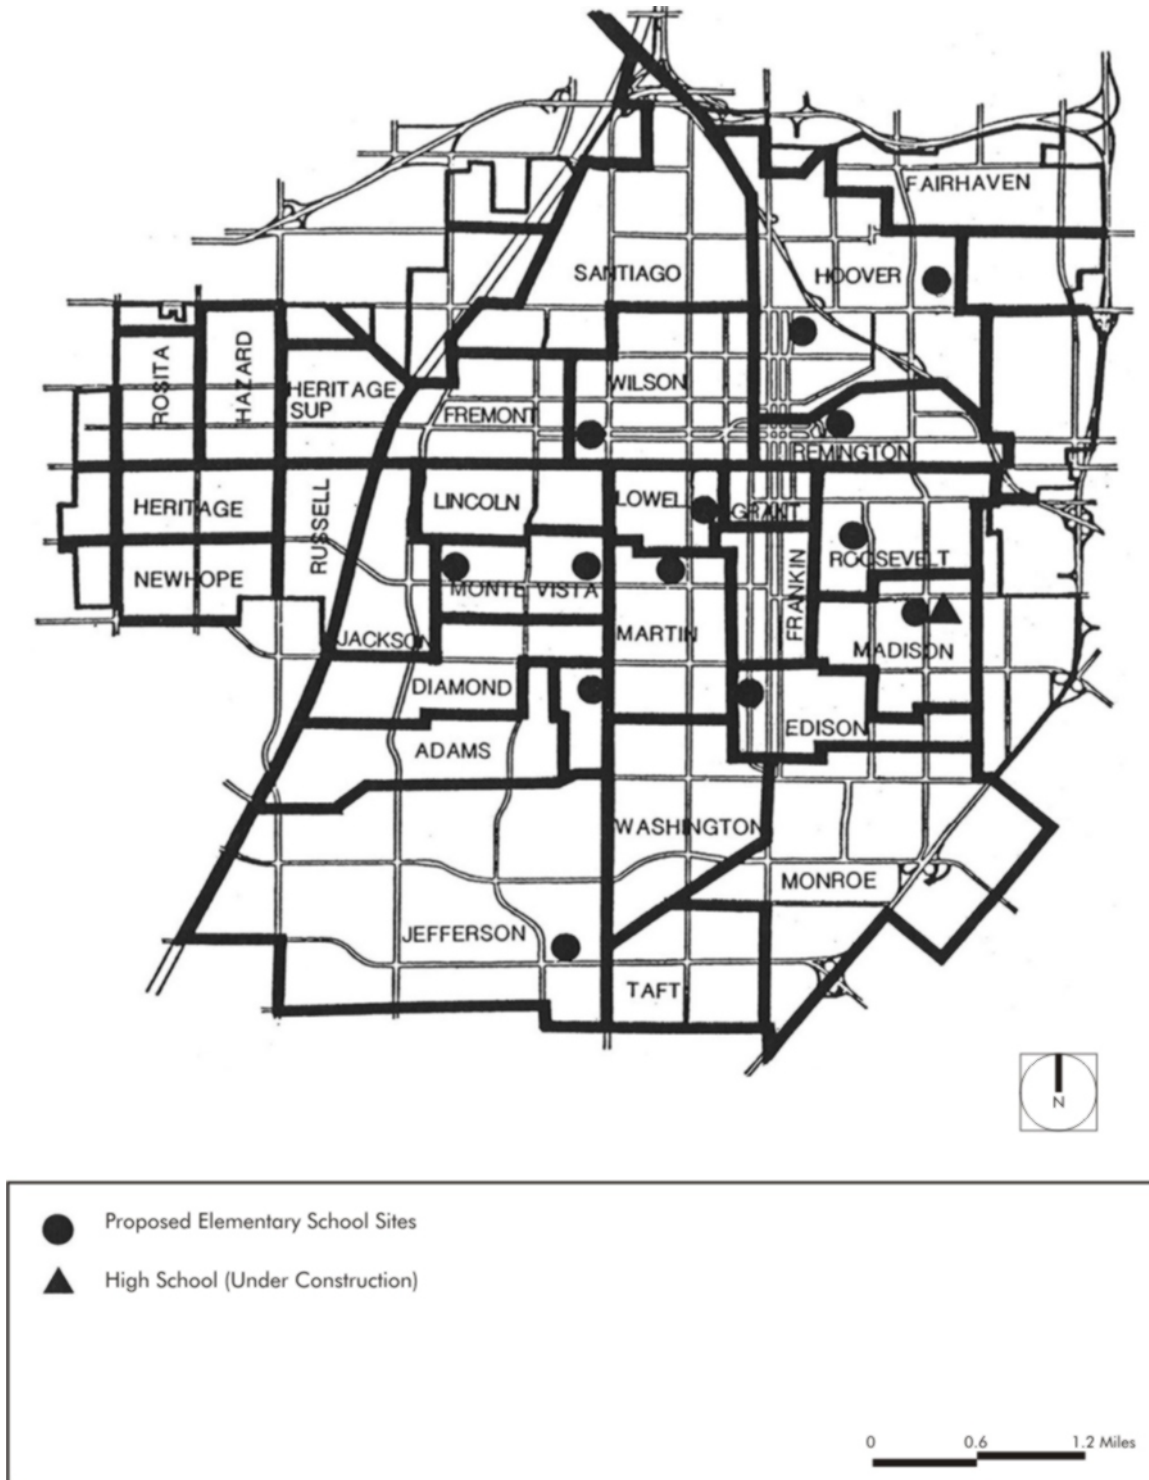 FAIRHAVEN
SANTIAGO
HOOVER
ROSITA
HAZARD
HERITAGE
SUP
WILSON
FREMONT
REMINGTON
HERITAGE
RUSSELL
LINCOLN
LOWELL
GRANT
NEWHOPE
MONTE VISTA
ROOSEVELT
FRANKIN
JACKSON
MARTIN
MADISON
DIAMOND
EDISON
ADAMS
WASHINGTON
MONROE
JEFFERSON
TAFT
N
Proposed Elementary School Sites
High School (Under Construction)
0 0.6 1.2 Miles